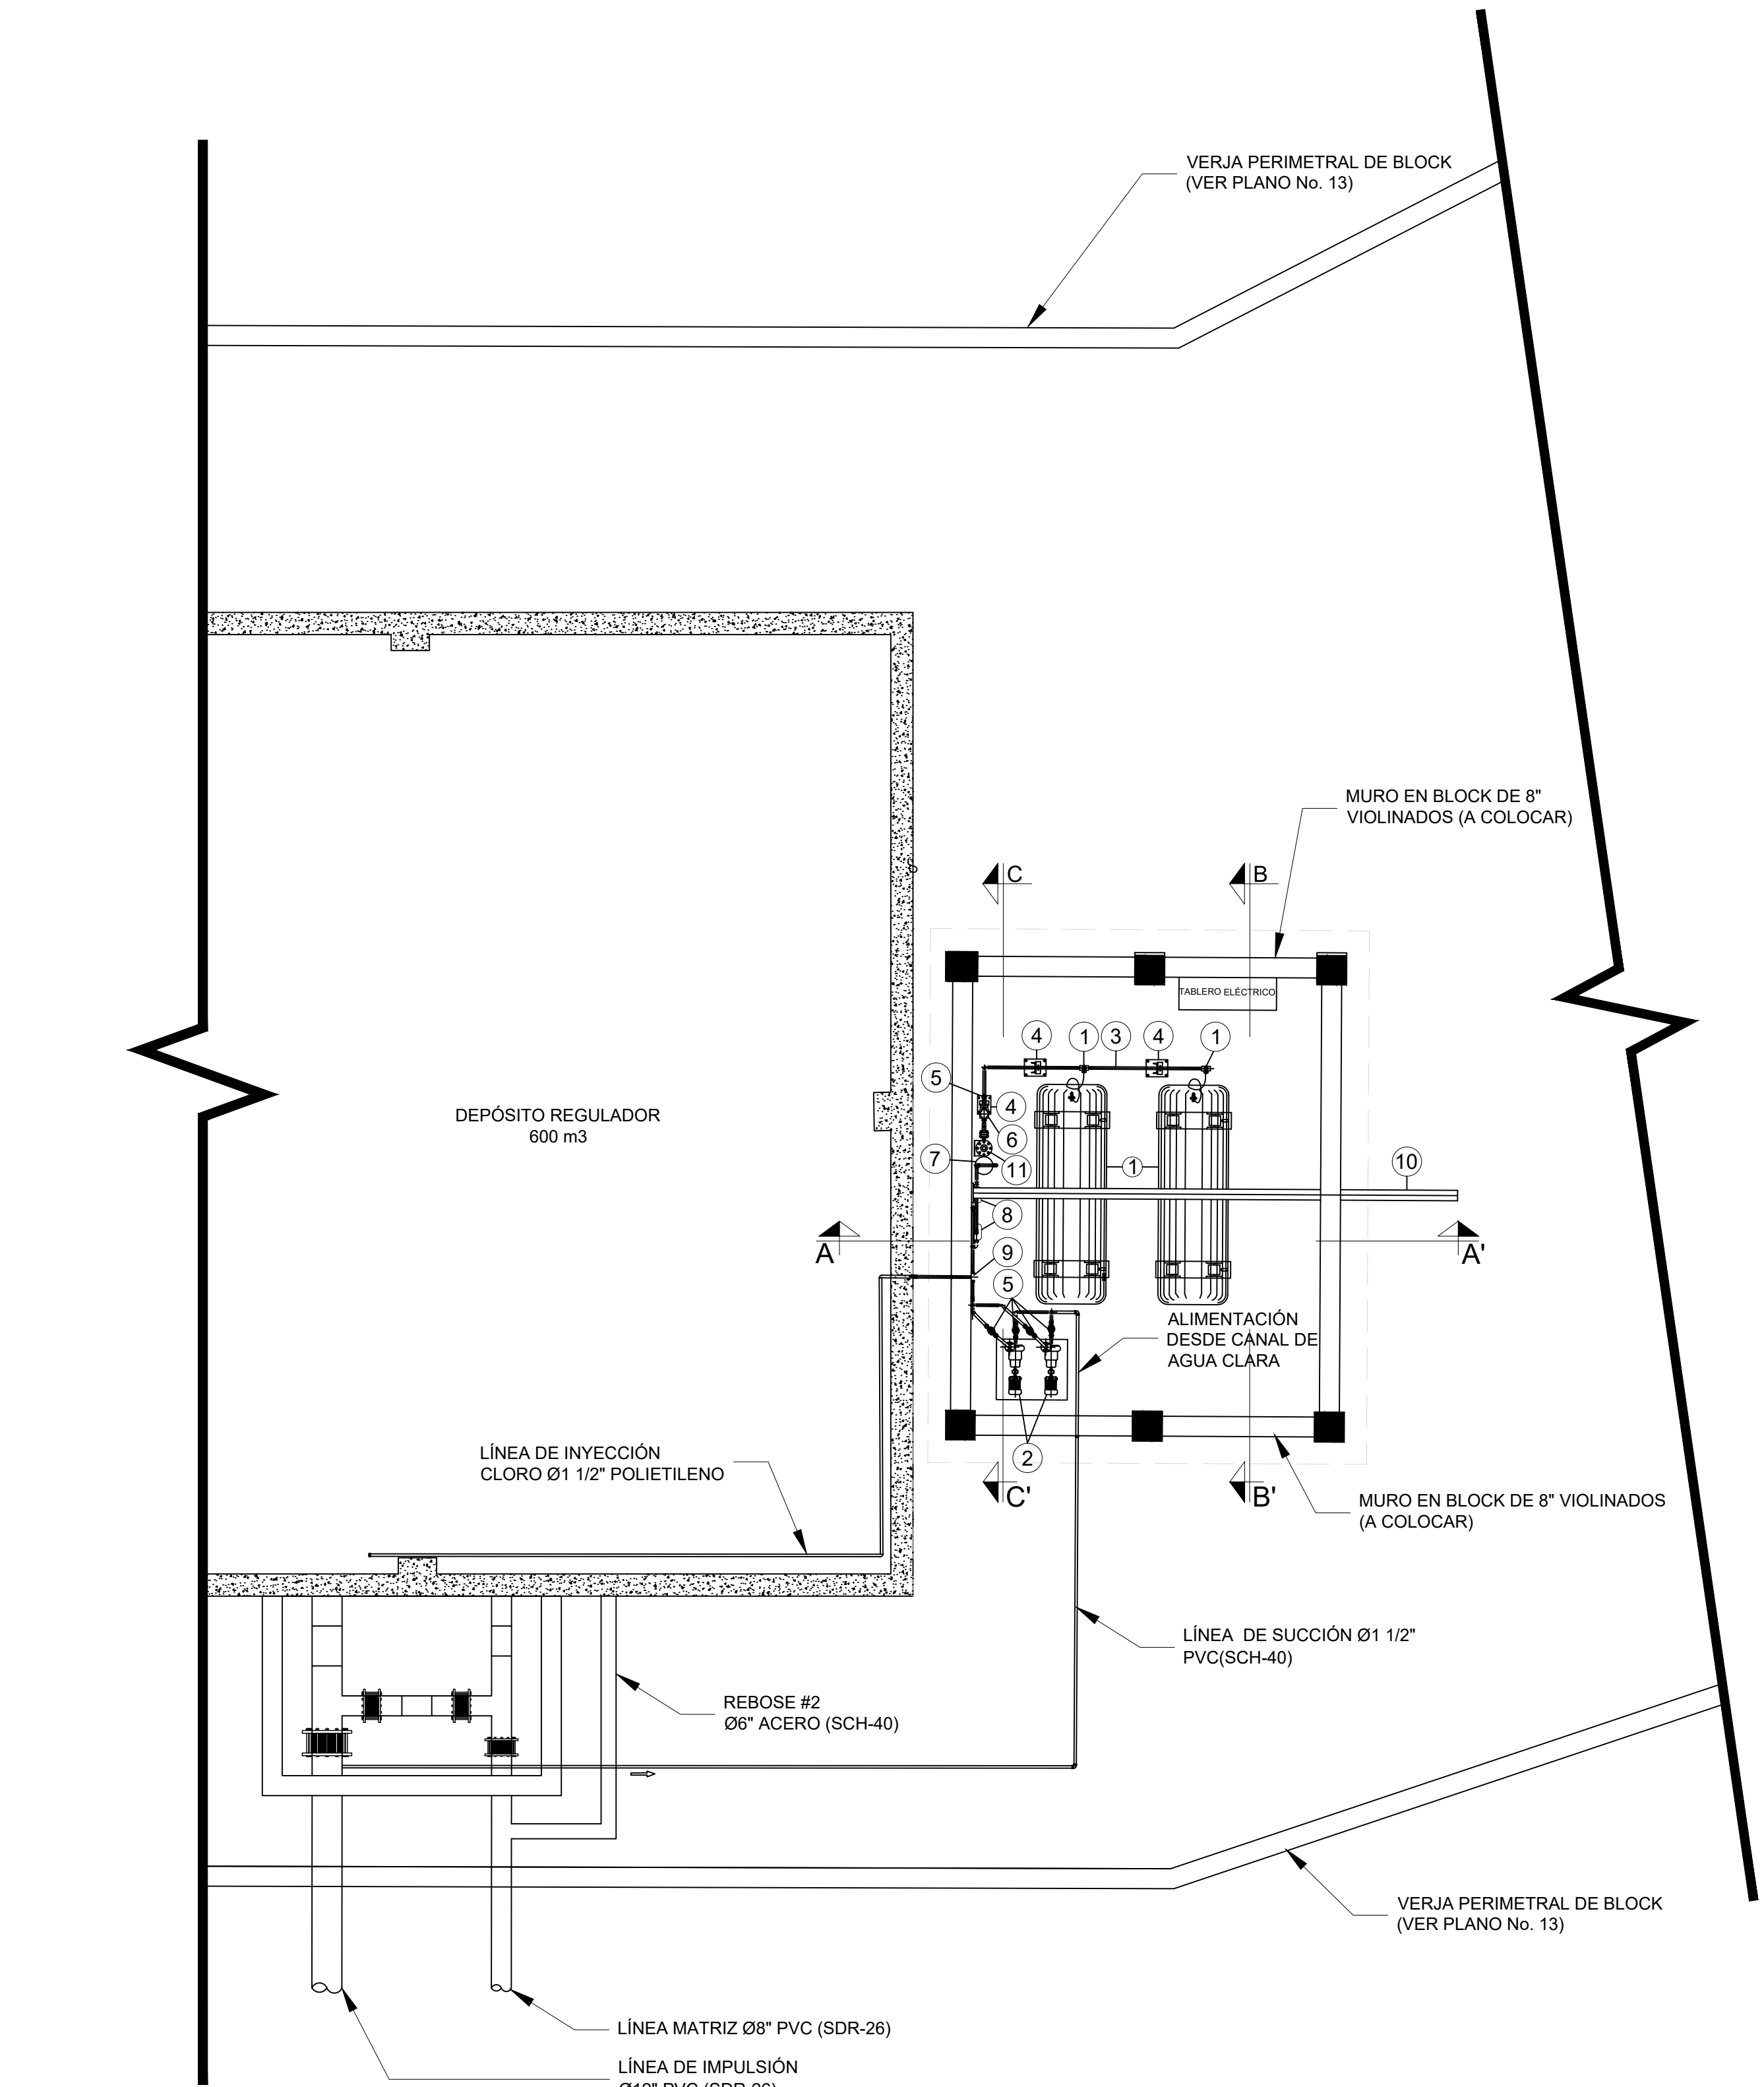 VERJA PERIMETRAL DE BLOCK
(VER PLANO No. 13)
MURO EN BLOCK DE 8"
VIOLINADOS (A COLOCAR)
C
B
TABLERO ELÉCTRICO
4
1
3
4
1
5
4
6
7
11
1
10
8
A
A'
9
5
DEPÓSITO REGULADOR
600 m3
ALIMENTACIÓN
DESDE CANAL DE
AGUA CLARA
2
LÍNEA DE INYECCIÓN
CLORO Ø1 1/2" POLIETILENO
C'
B'
MURO EN BLOCK DE 8" VIOLINADOS
(A COLOCAR)
LÍNEA DE SUCCIÓN Ø1 1/2"
PVC(SCH-40)
REBOSE #2
Ø6" ACERO (SCH-40)
VERJA PERIMETRAL DE BLOCK
(VER PLANO No. 13)
LÍNEA MATRIZ Ø8" PVC (SDR-26)
LÍNEA DE IMPULSIÓN